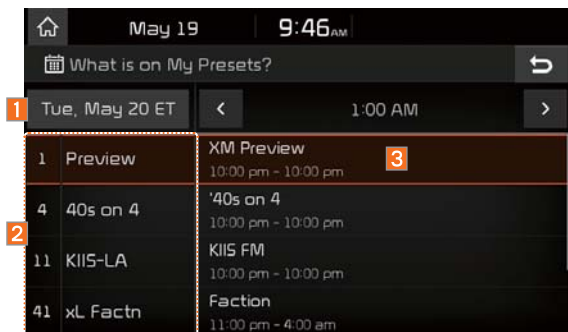 May 19 9:46AM
What is on My Presets?
1 Tue, May 20 ET < 1:00 AM >
1 Preview XM Preview 3
10:00 pm - 10:00 pm
4 40s on 4 '40s on 4
10:00 pm - 10:00 pm
2
11 KIIS-LA KIIS FM
10:00 pm - 10:00 pm
41 xL Factn Faction
11:00 pm - 4:00 am